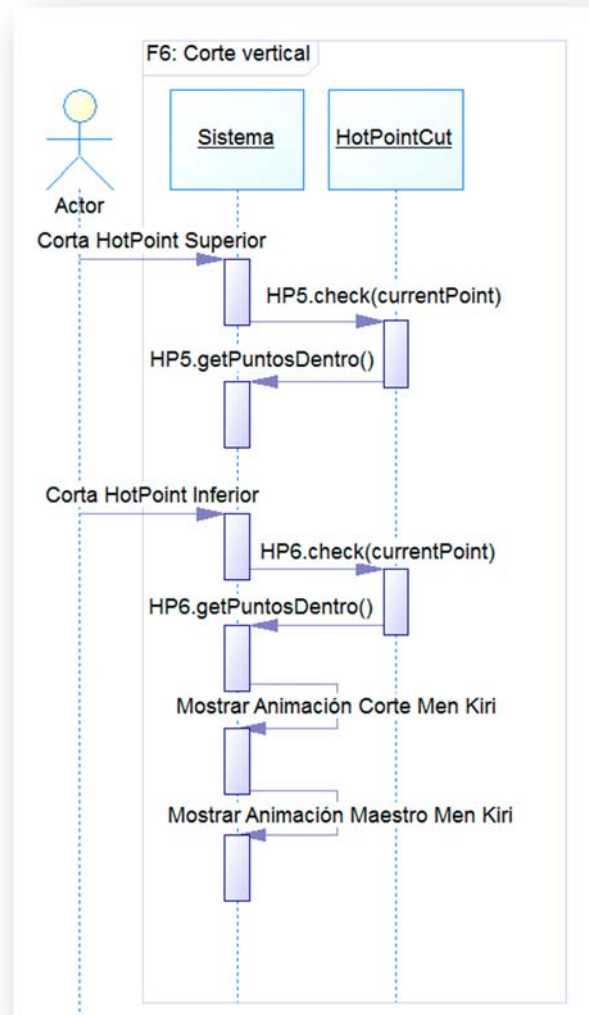 F6: Corte vertical
Sistema
HotPointCut
Actor
Corta HotPoint Superior
HP5.check(currentPoint)
HP5.getPuntosDentro()
Corta HotPoint Inferior
HP6.check(currentPoint)
HP6.getPuntosDentro()
Mostrar Animación Corte Men Kiri
Mostrar Animación Maestro Men Kiri